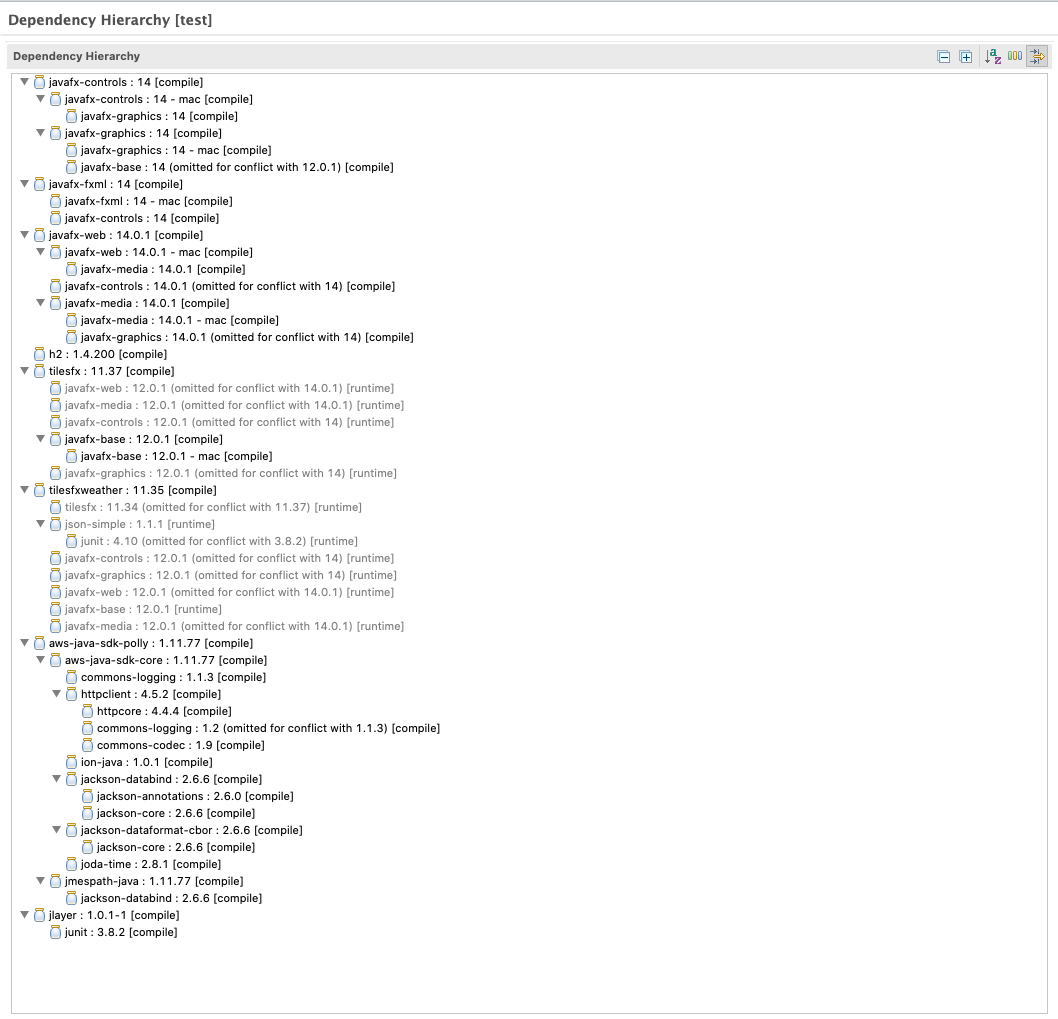 Dependency Hierarchy [test]
Dependency Hierarchy
javafx-controls : 14 [compile]
javafx-controls : 14 - mac [compile]
javafx-graphics : 14 [compile]
javafx-graphics : 14 [compile]
javafx-graphics : 14 - mac [compile]
javafx-base : 14 (omitted for conflict with 12.0.1) [compile]
javafx-fxml : 14 [compile]
javafx-fxml : 14 - mac [compile]
javafx-controls : 14 [compile]
javafx-web : 14.0.1 [compile]
javafx-web : 14.0.1 - mac [compile]
javafx-media : 14.0.1 [compile]
javafx-controls : 14.0.1 (omitted for conflict with 14) [compile]
javafx-media : 14.0.1 [compile]
javafx-media : 14.0.1 - mac [compile]
javafx-graphics : 14.0.1 (omitted for conflict with 14) [compile]
h2 : 1.4.200 [compile]
tilesfx : 11.37 [compile]
javafx-web : 12.0.1 (omitted for conflict with 14.0.1) [runtime]
javafx-media : 12.0.1 (omitted for conflict with 14.0.1) [runtime]
javafx-controls : 12.0.1 (omitted for conflict with 14) [runtime]
javafx-base : 12.0.1 [compile]
javafx-base : 12.0.1 - mac [compile]
javafx-graphics : 12.0.1 (omitted for conflict with 14) [runtime]
tilesfxweather : 11.35 [compile]
tilesfx : 11.34 (omitted for conflict with 11.37) [runtime]
json-simple : 1.1.1 [runtime]
junit : 4.10 (omitted for conflict with 3.8.2) [runtime]
javafx-controls : 12.0.1 (omitted for conflict with 14) [runtime]
javafx-graphics : 12.0.1 (omitted for conflict with 14) [runtime]
javafx-web : 12.0.1 (omitted for conflict with 14.0.1) [runtime]
javafx-base : 12.0.1 [runtime]
javafx-media : 12.0.1 (omitted for conflict with 14.0.1) [runtime]
aws-java-sdk-polly : 1.11.77 [compile]
aws-java-sdk-core : 1.11.77 [compile]
commons-logging : 1.1.3 [compile]
httpclient : 4.5.2 [compile]
httpcore : 4.4.4 [compile]
commons-logging : 1.2 (omitted for conflict with 1.1.3) [compile]
commons-codec : 1.9 [compile]
ion-java : 1.0.1 [compile]
jackson-databind : 2.6.6 [compile]
jackson-annotations : 2.6.0 [compile]
jackson-core : 2.6.6 [compile]
jackson-dataformat-cbor : 2.6.6 [compile]
jackson-core : 2.6.6 [compile]
joda-time : 2.8.1 [compile]
jmespath-java : 1.11.77 [compile]
jackson-databind : 2.6.6 [compile]
jlayer : 1.0.1-1 [compile]
junit : 3.8.2 [compile]